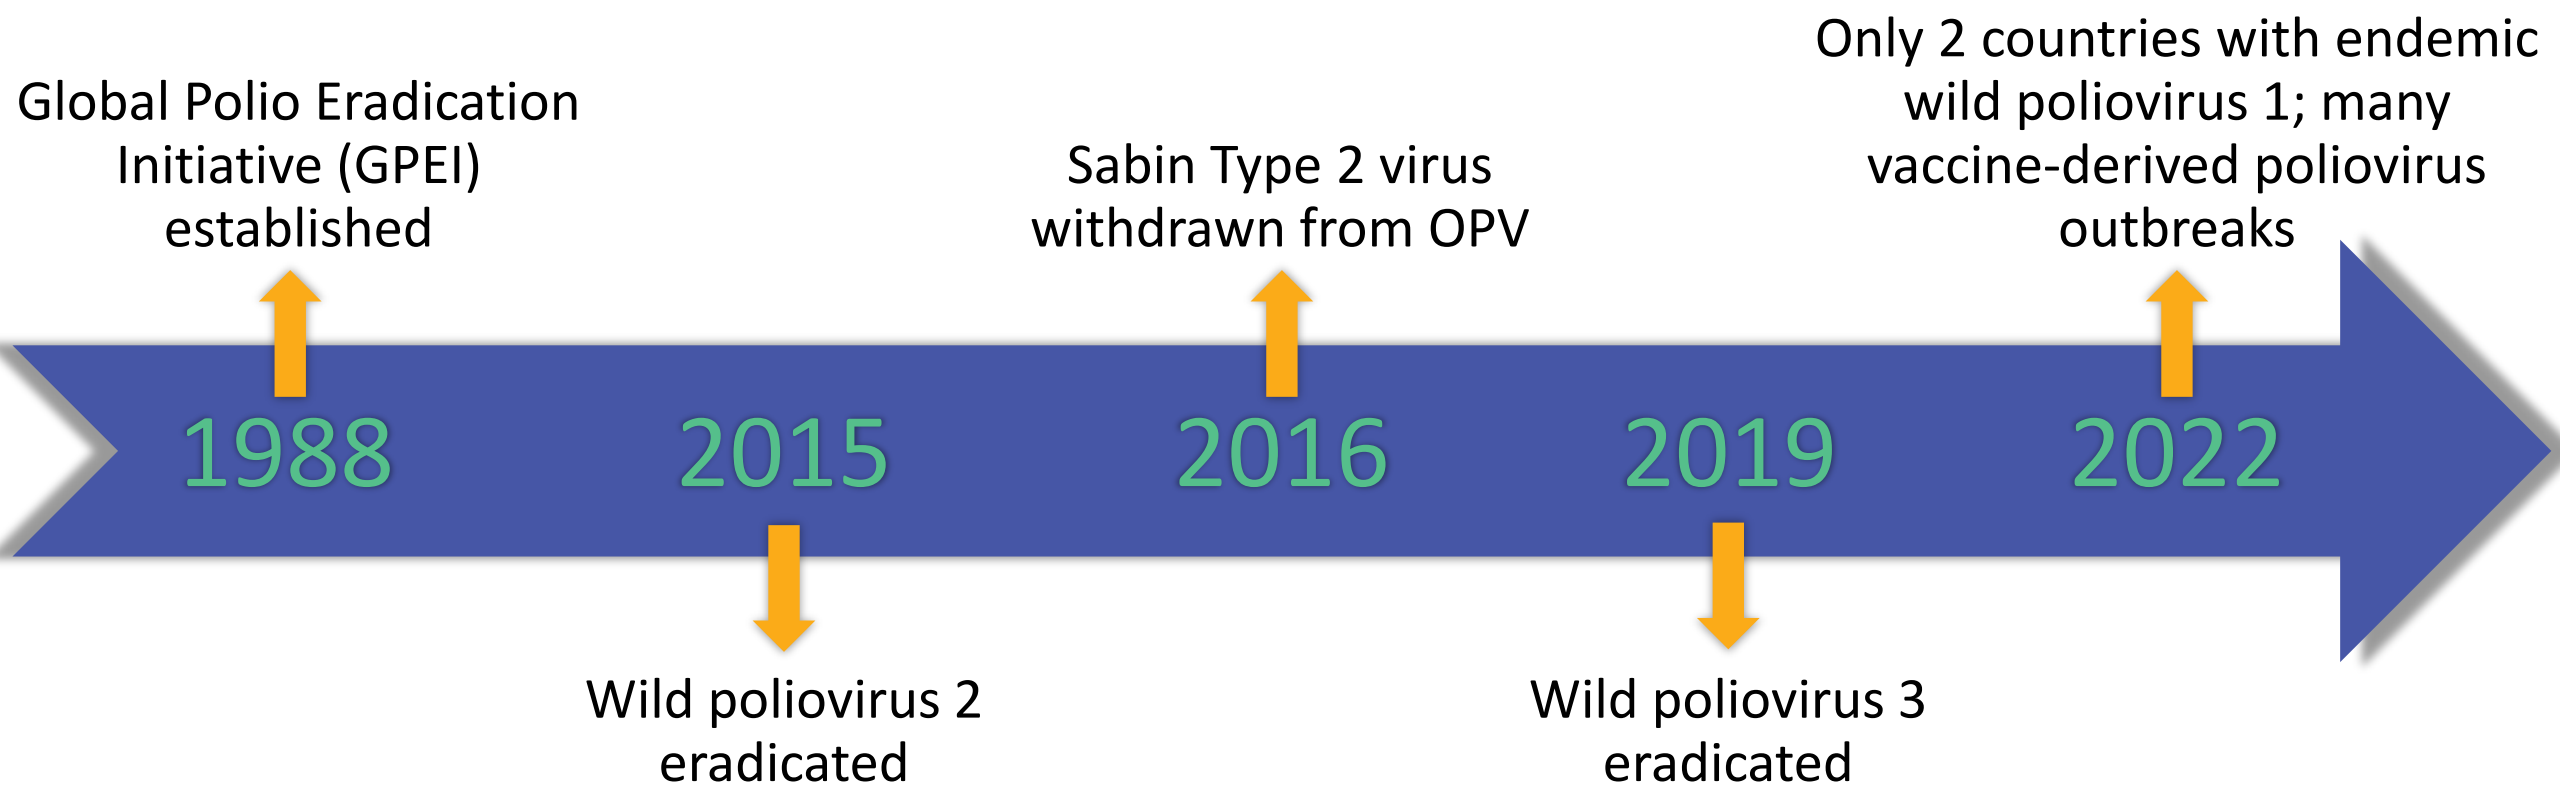 Global Polio Eradication
Initiative (GPEI)
established
Sabin Type 2 virus
withdrawn from OPV
Only 2 countries with endemic
wild poliovirus 1; many
vaccine-derived poliovirus
outbreaks
1988
2015
2016
2019
2022
Wild poliovirus 2
eradicated
Wild poliovirus 3
eradicated